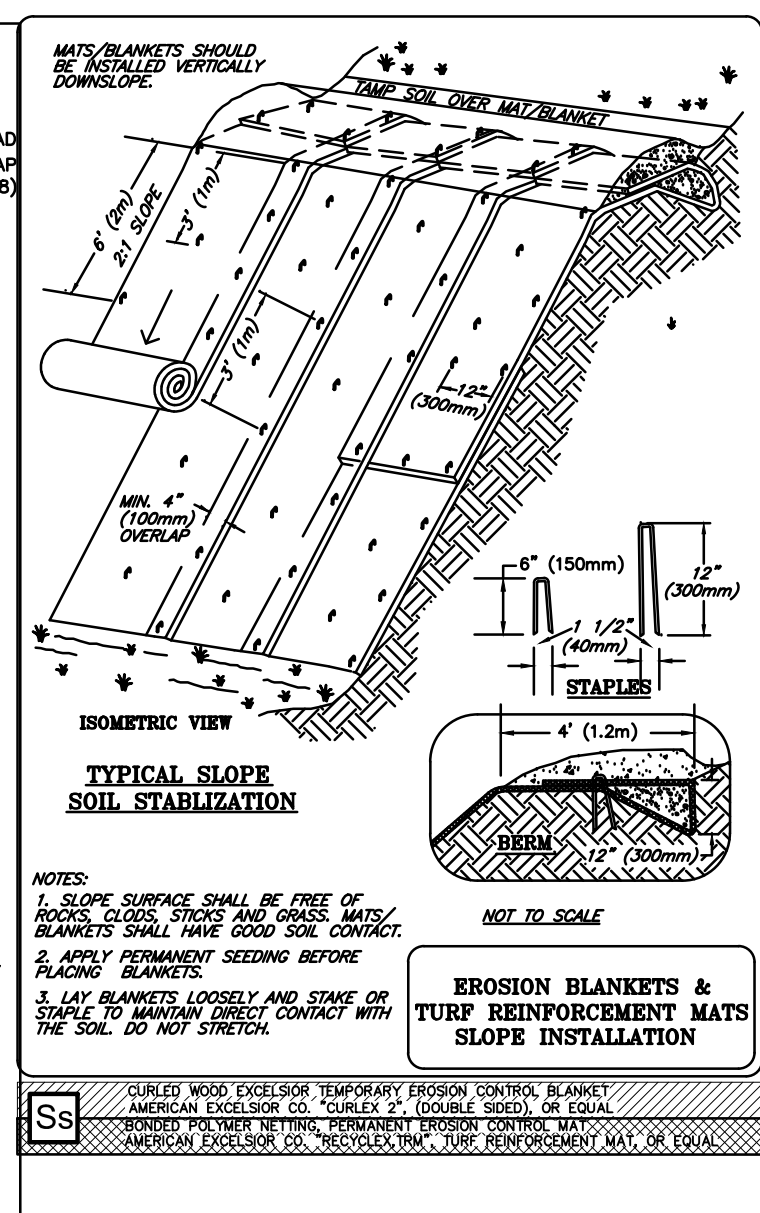 MATS/BLANKETS SHOULD
BE INSTALLED VERTICALLY
DOWNSLOPE.
TAMP SOIL OVER MAT/BLANKET
AD
AP
8)
6' (2m)
2:1 SLOPE
3' (1m)
3' (1m)
12"
(300mm)
MIN. 4"
(100mm)
OVERLAP
6" (150mm)
12"
(300mm)
1 1/2"
(40mm)
STAPLES
ISOMETRIC VIEW
4' (1.2m)
TYPICAL SLOPE
SOIL STABLIZATION
BERM
12" (300mm)
NOTES:
1. SLOPE SURFACE SHALL BE FREE OF
ROCKS, CLODS, STICKS AND GRASS. MATS/
BLANKETS SHALL HAVE GOOD SOIL CONTACT.
2. APPLY PERMANENT SEEDING BEFORE
PLACING BLANKETS.
3. LAY BLANKETS LOOSELY AND STAKE OR
STAPLE TO MAINTAIN DIRECT CONTACT WITH
THE SOIL. DO NOT STRETCH.
NOT TO SCALE
EROSION BLANKETS &
TURF REINFORCEMENT MATS
SLOPE INSTALLATION
Ss
CURLED WOOD EXCELSIOR TEMPORARY EROSION CONTROL BLANKET
AMERICAN EXCELSIOR CO. "CURLEX 2", (DOUBLE SIDED), OR EQUAL
BONDED POLYMER NETTING, PERMANENT EROSION CONTROL MAT
AMERICAN EXCELSIOR CO. "RECYCLEX,TRM", TURF REINFORCEMENT MAT, OR EQUAL